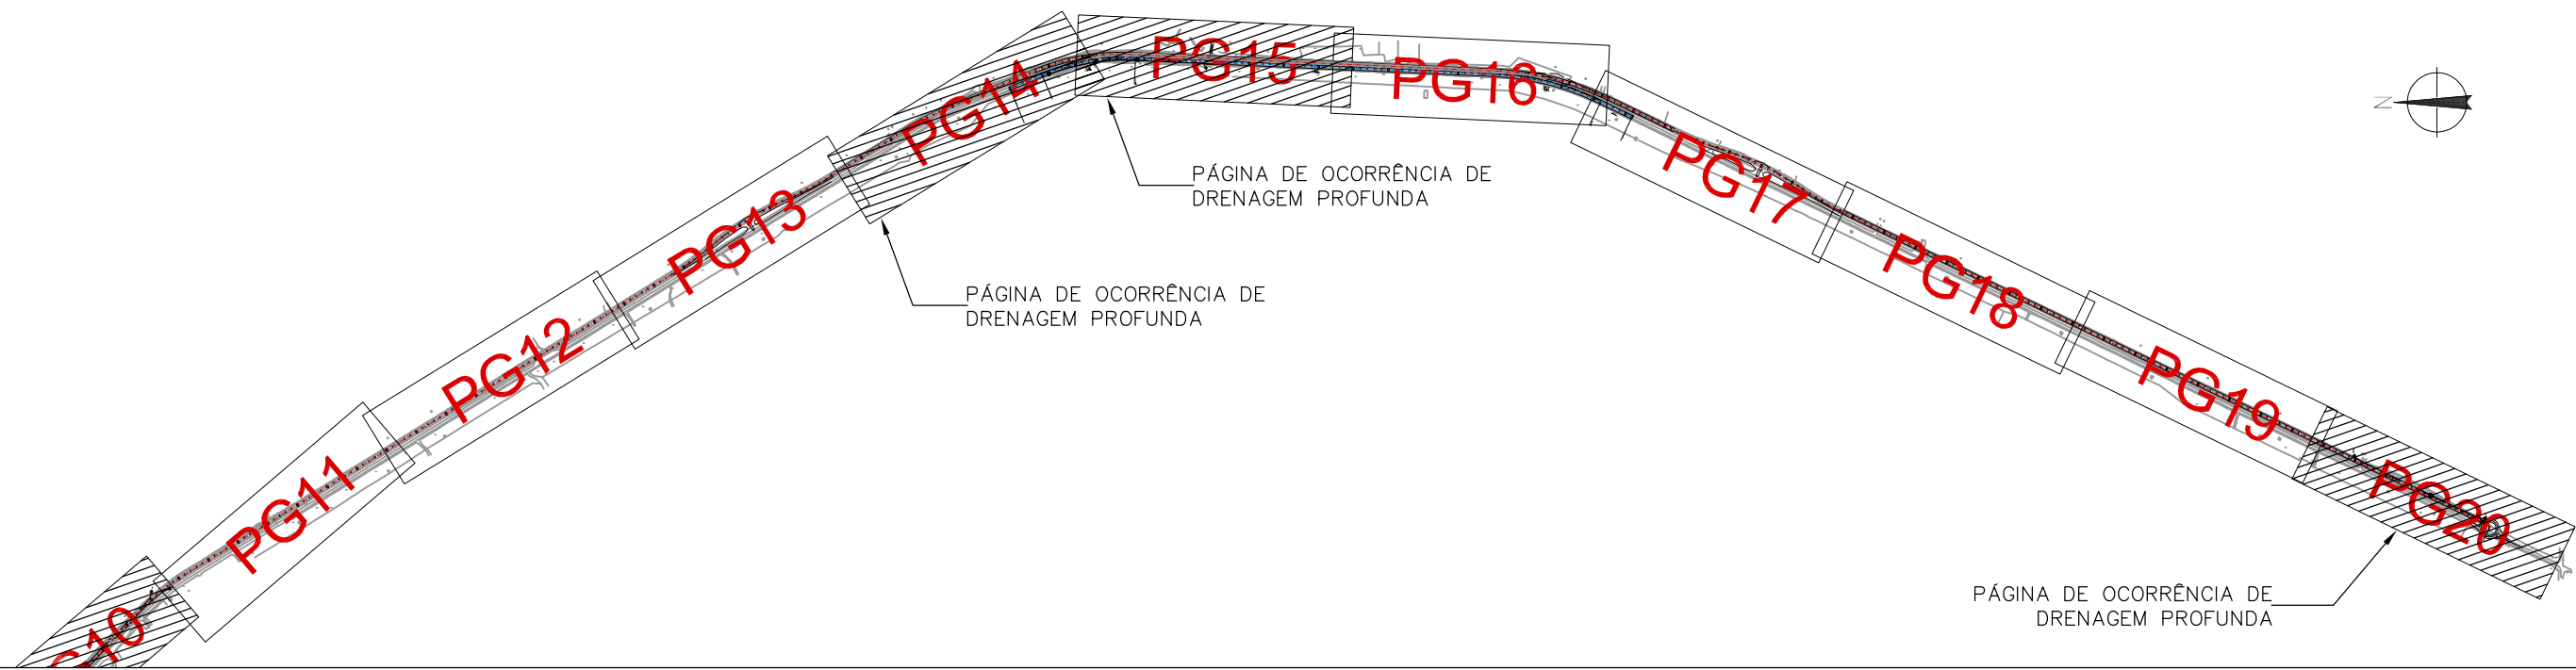 PG15
PG16
PG14
PG17
PG13
PG18
PG12
PG19
PG11
PG20
G10
N
PÁGINA DE OCORRÊNCIA DE
DRENAGEM PROFUNDA
PÁGINA DE OCORRÊNCIA DE
DRENAGEM PROFUNDA
PÁGINA DE OCORRÊNCIA DE
DRENAGEM PROFUNDA